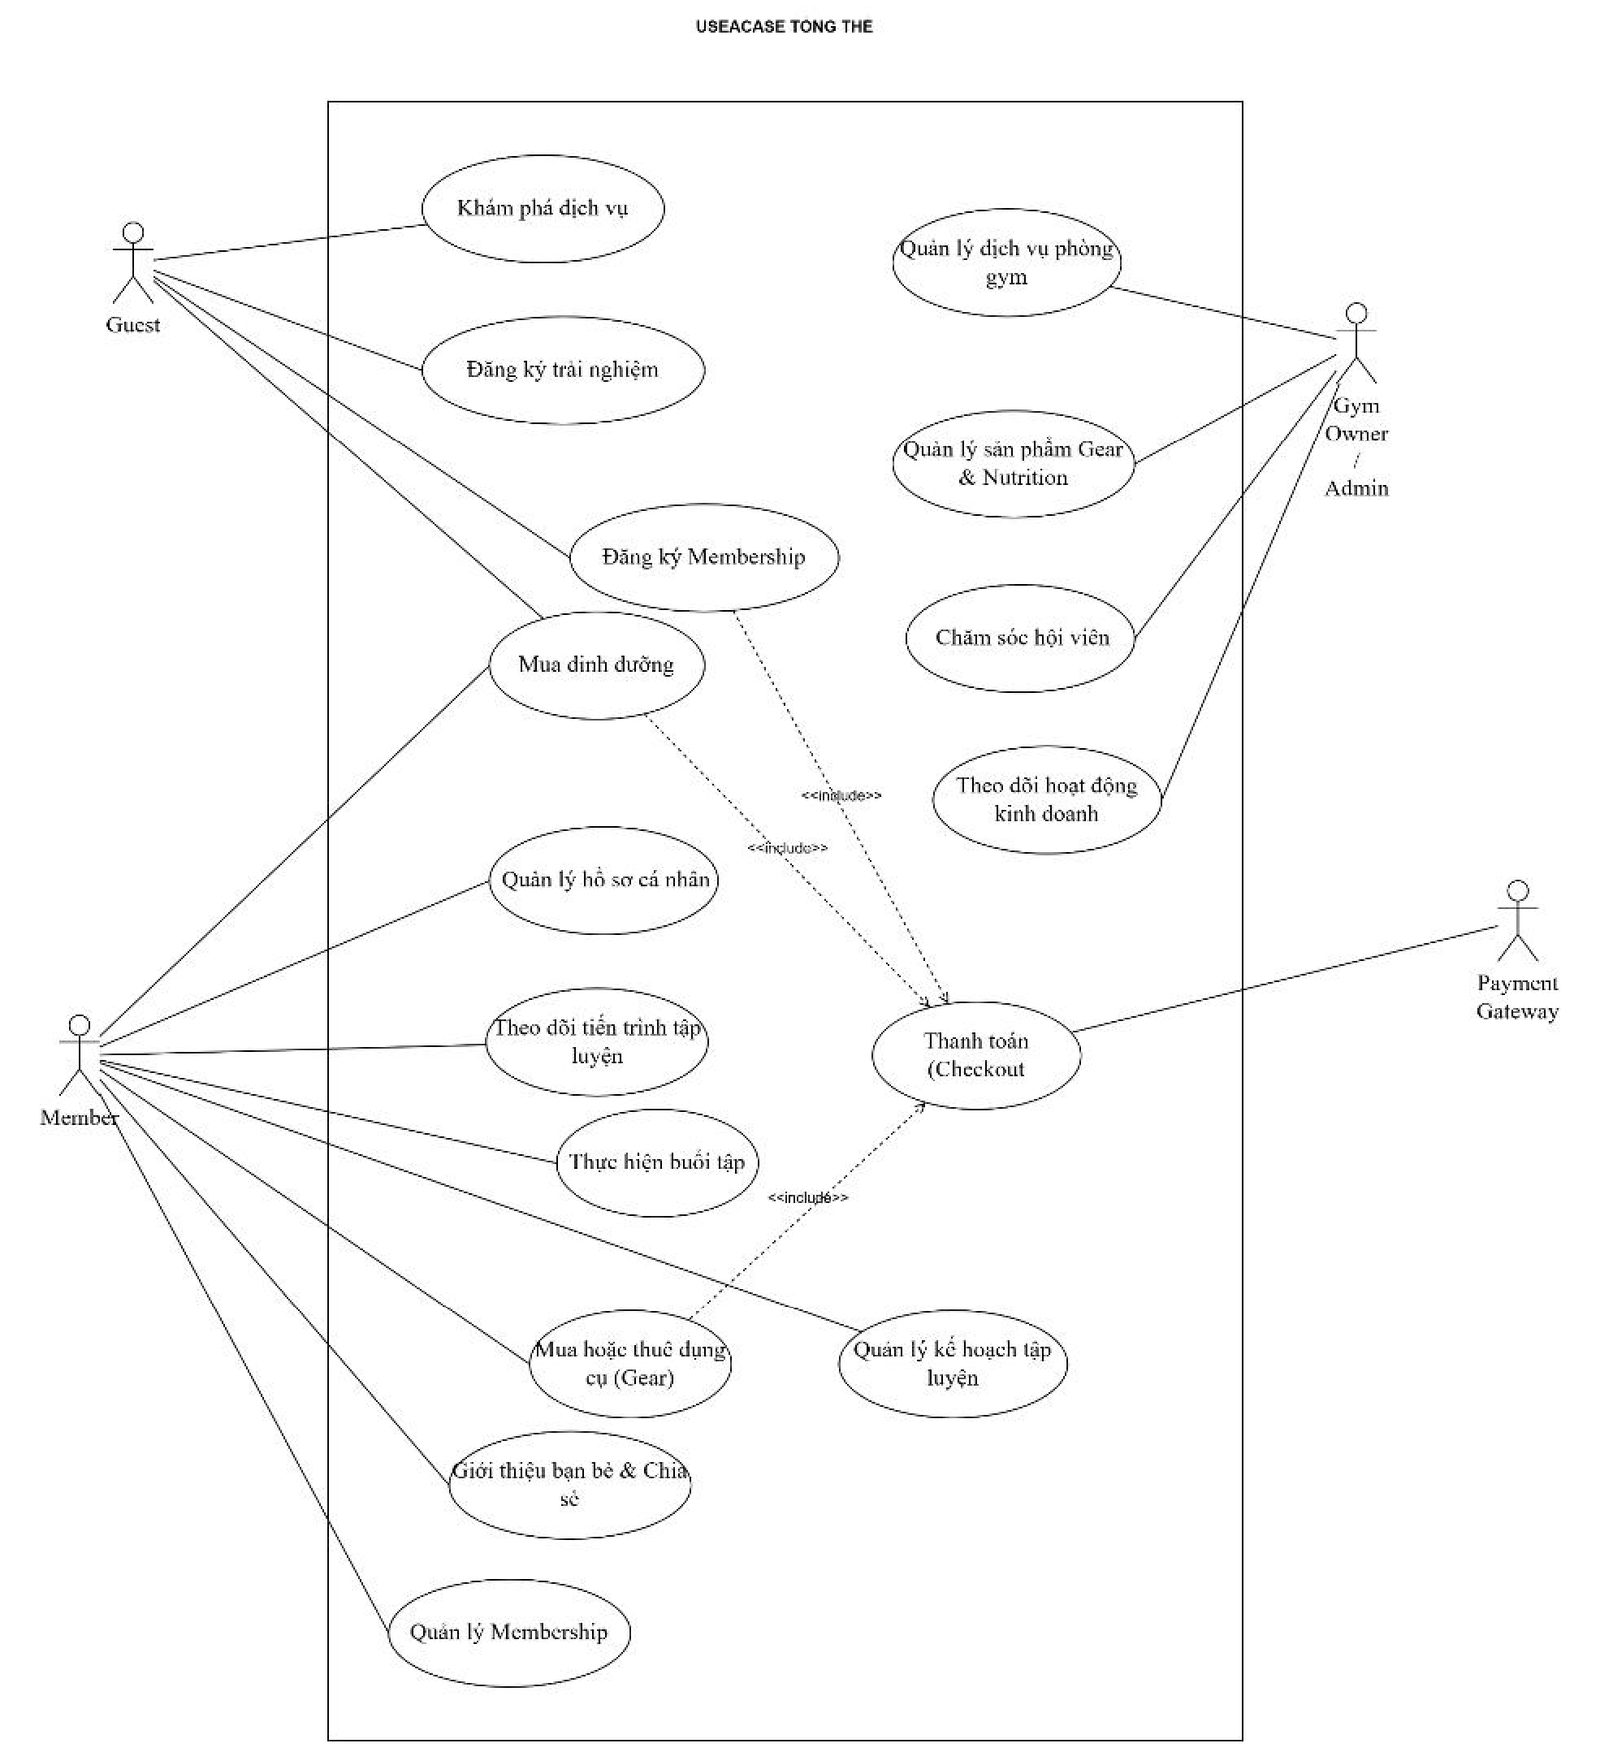 USEACASE TONG THE
Khám phá dịch vụ
Quản lý dịch vụ phòng
gym
Guest
Đăng ký trải nghiệm
Gym
Owner
/
Admin
Quản lý sản phẩm Gear
& Nutrition
Đăng ký Membership
Chăm sóc hội viên
Mua dinh dưỡng
Theo dõi hoạt động
kinh doanh
<<include>>
<<include>>
Quản lý hồ sơ cá nhân
Payment
Gateway
Theo dõi tiến trình tập
luyện
Thanh toán
(Checkout
Member
Thực hiện buổi tập
<<include>>
Mua hoặc thuê dụng
cụ (Gear)
Quản lý kế hoạch tập
luyện
Giới thiệu bạn bè & Chia
sẻ
Quản lý Membership